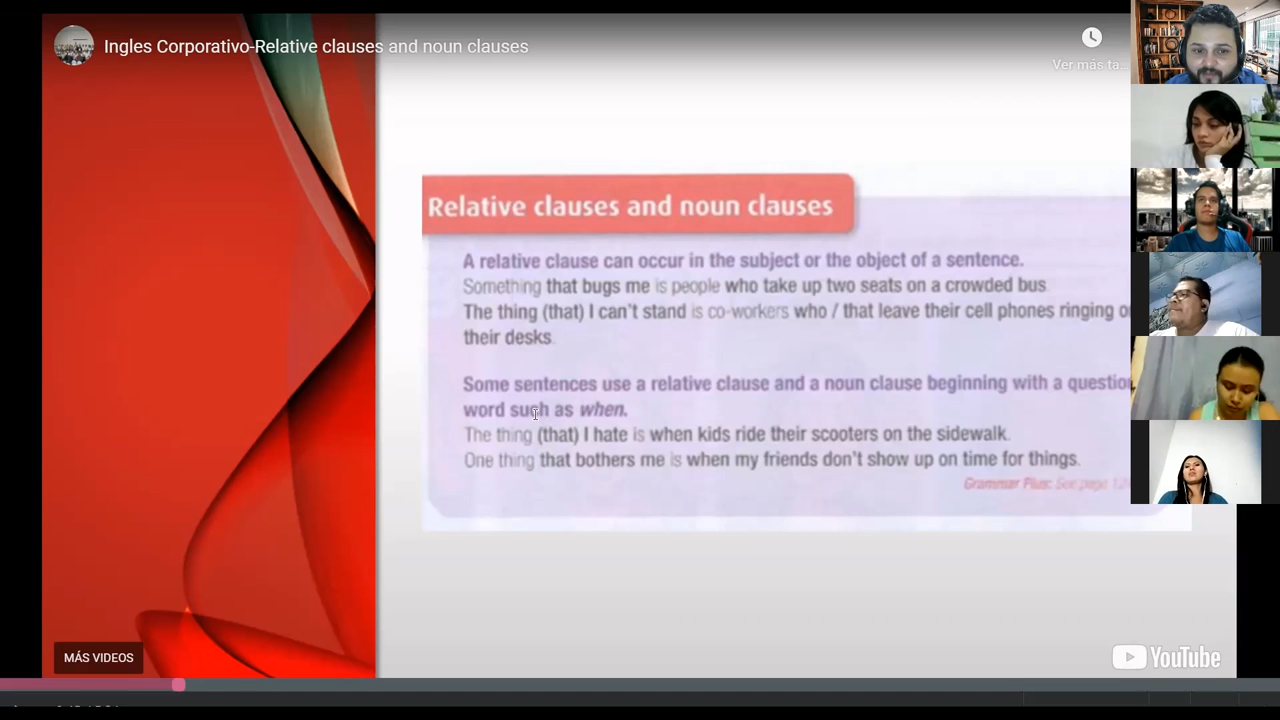 Ingles Corporativo-Relative clauses and noun clauses
Ver más ta...
Relative clauses and noun clauses
A relative clause can occur in the subject or the object of a sentence.
Something that bugs me is people who take up two seats on a crowded bus
The thing (that) I can't stand is co-workers who / that leave their cell phones ringing
their desks.
Some sentences use a relative clause and a noun clause beginning with a
word such as when.
The thing (that) I hate is when kids ride their scooters on the sidewalk.
One thing that bothers me is when my friends don't show up on time for things.
Grammar Plus: See page
MÁS VIDEOS
YouTube